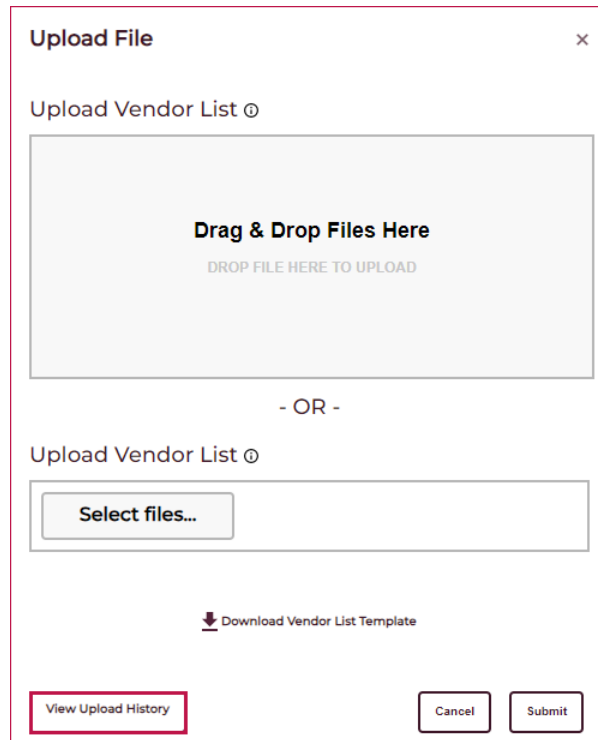 Upload File
Upload Vendor List
Drag & Drop Files Here
DROP FILE HERE TO UPLOAD
- OR -
Upload Vendor List
Select files...
Download Vendor List Template
View Upload History
Cancel
Submit